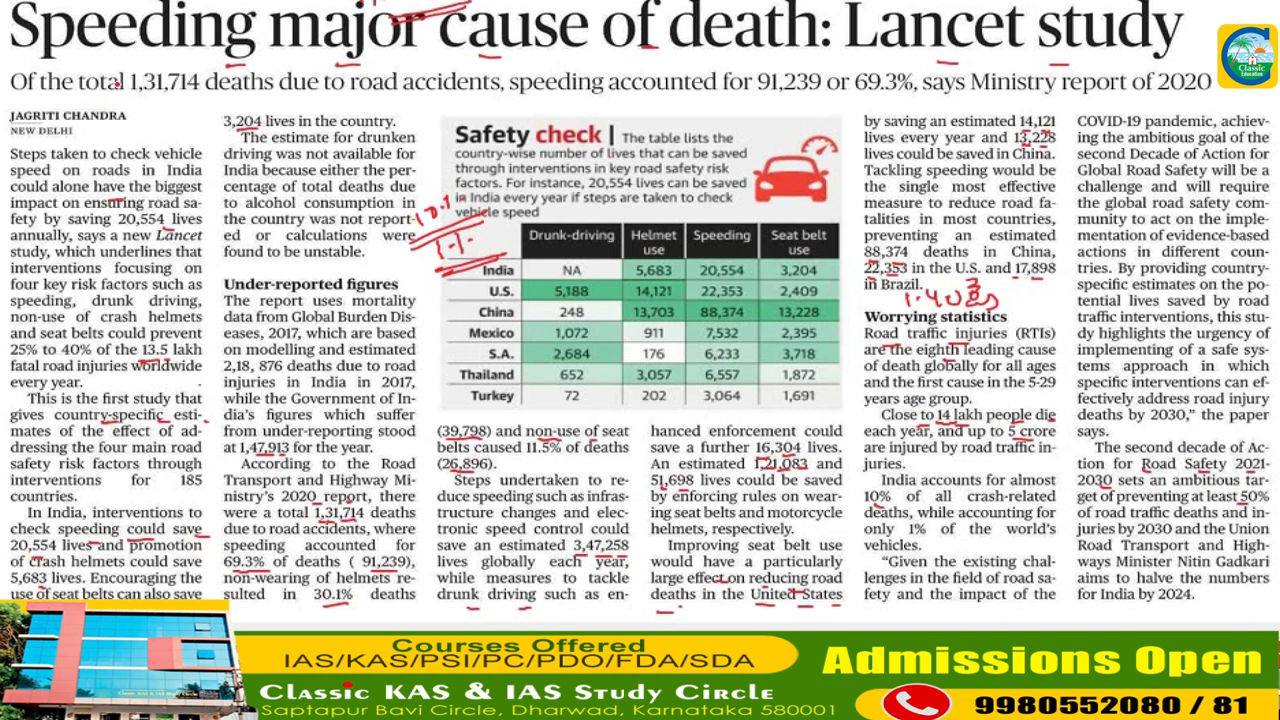 Speeding major cause of death: Lancet study
Classic
Education
Of the total 1,31,714 deaths due to road accidents, speeding accounted for 91,239 or 69.3%, says Ministry report of 2020
JAGRITI CHANDRA
NEW DELHI
Steps taken to check vehicle
speed on roads in India
could alone have the biggest
impact on ensuring road sa-
fety by saving 20,554 lives
annually, says a new Lancet
study, which underlines that
interventions focusing on
four key risk factors such as
speeding, drunk driving,
non-use of crash helmets
and seat belts could prevent
25% to 40% of the 13.5 lakh
fatal road injuries worldwide
every year.
This is the first study that
gives country-specific esti-
mates of the effect of ad-
dressing the four main road
safety risk factors through
interventions for 185
countries.
In India, interventions to
check speeding could save
20,554 lives and promotion
of crash helmets could save
5,683 lives. Encouraging the
use of seat belts can also save
3,204 lives in the country.
The estimate for drunken
driving was not available for
India because either the per-
centage of total deaths due
to alcohol consumption in
the country was not report-
ed or calculations were
found to be unstable.
Under-reported figures
The report uses mortality
data from Global Burden Dis-
eases, 2017, which are based
on modelling and estimated
2,18, 876 deaths due to road
injuries in India in 2017,
while the Government of In-
dia's figures which suffer
from under-reporting stood
at 1,47,913 for the year.
According to the Road
Transport and Highway Mi-
nistry's 2020 report, there
were a total 1,31,714 deaths
due to road accidents, where
speeding accounted for
69.3% of deaths ( 91,239),
non-wearing of helmets re-
sulted in 30.1% deaths
Safety check | The table lists the
country-wise number of lives that can be saved
through interventions in key road safety risk
factors. For instance, 20,554 lives can be saved
in India every year if steps are taken to check
vehicle speed
10%
1%
Drunk-driving Helmet use Speeding Seat belt use
India NA 5,683 20,554 3,204
U.S. 5,188 14,121 22,353 2,409
China 248 13,703 88,374 13,228
Mexico 1,072 911 7,532 2,395
S.A. 2,684 176 6,233 3,718
Thailand 652 3,057 6,557 1,872
Turkey 72 202 3,064 1,691
(39,798) and non-use of seat
belts caused 11.5% of deaths
(26,896).
Steps undertaken to re-
duce speeding such as infras-
tructure changes and elec-
tronic speed control could
save an estimated 3,47,258
lives globally each year,
while measures to tackle
drunk driving such as en-
hanced enforcement could
save a further 16,304 lives.
An estimated 1,21,083 and
51,698 lives could be saved
by enforcing rules on wear-
ing seat belts and motorcycle
helmets, respectively.
Improving seat belt use
would have a particularly
large effect on reducing road
deaths in the United States
by saving an estimated 14,121
lives every year and 13,228
lives could be saved in China.
Tackling speeding would be
the single most effective
measure to reduce road fa-
talities in most countries,
preventing an estimated
88,374 deaths in China,
22,353 in the U.S. and 17,898
in Brazil.
Worrying statistics
Road traffic injuries (RTIs)
are the eighth leading cause
of death globally for all ages
and the first cause in the 5-29
years age group.
Close to 14 lakh people die
each year, and up to 5 crore
are injured by road traffic in-
juries.
India accounts for almost
10% of all crash-related
deaths, while accounting for
only 1% of the world's
vehicles.
"Given the existing chal-
lenges in the field of road sa-
fety and the impact of the
COVID-19 pandemic, achiev-
ing the ambitious goal of the
second Decade of Action for
Global Road Safety will be a
challenge and will require
the global road safety com-
munity to act on the imple-
mentation of evidence-based
actions in different coun-
tries. By providing country-
specific estimates on the po-
tential lives saved by road
traffic interventions, this stu-
dy highlights the urgency of
implementing of a safe sys-
tems approach in which
specific interventions can ef-
fectively address road injury
deaths by 2030," the paper
says.
The second decade of Ac-
tion for Road Safety 2021-
2030 sets an ambitious tar-
get of preventing at least 50%
of road traffic deaths and in-
juries by 2030 and the Union
Road Transport and High-
ways Minister Nitin Gadkari
aims to halve the numbers
for India by 2024.
Courses Offered
IAS/KAS/PSI/PC/PDO/FDA/SDA
Classic KAS & IAS Study Circle
Saptapur Bavi Circle, Dharwad, Karnataka 580001
Admissions Open
9980552080 / 81